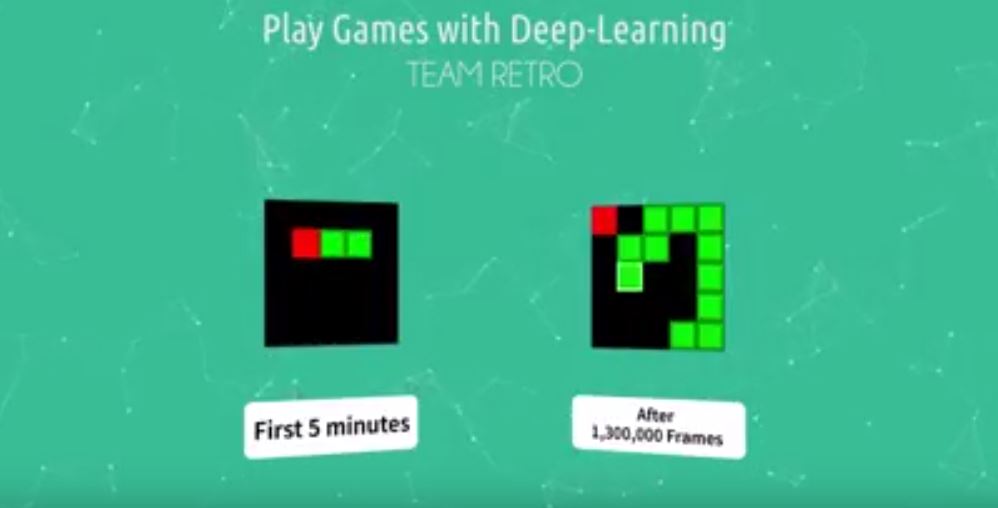 Play Games with Deep-Learning
TEAM RETRO
First 5 minutes
After
1,300,000 Frames